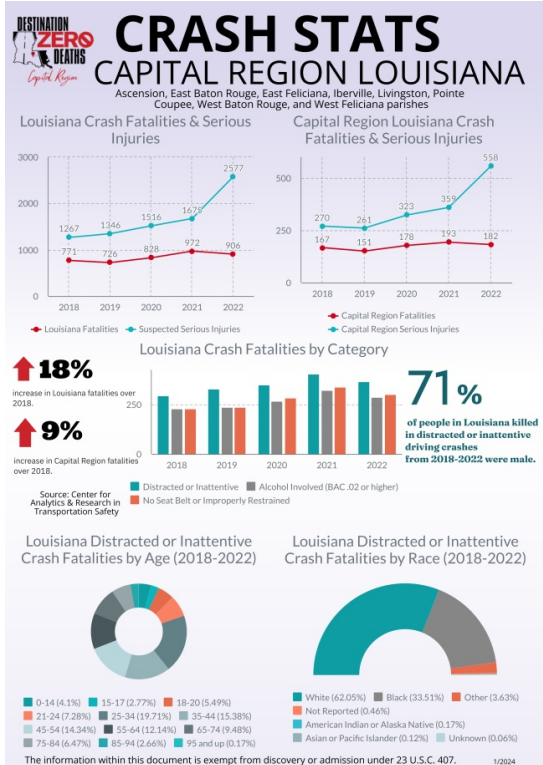 DESTINATION
ZERO
DEATHS
Capital Region
CRASH STATS
CAPITAL REGION LOUISIANA
Ascension, East Baton Rouge, East Feliciana, Iberville, Livingston, Pointe
Coupee, West Baton Rouge, and West Feliciana parishes
Louisiana Crash Fatalities & Serious
Injuries
3000
2000
1000
0
1267
1346
1516
1675
2577
771
726
828
972
906
2018
2019
2020
2021
2022
Louisiana Fatalities
Suspected Serious Injuries
Capital Region Louisiana Crash
Fatalities & Serious Injuries
500
250
0
270
261
323
359
558
167
151
178
193
182
2018
2019
2020
2021
2022
Capital Region Fatalities
Capital Region Serious Injuries
18%
increase in Louisiana fatalities over
2018.
9%
increase in Capital Region fatalities
over 2018.
Source: Center for
Analytics & Research in
Transportation Safety
Louisiana Crash Fatalities by Category
250
0
2018
2019
2020
2021
2022
Distracted or Inattentive
Alcohol Involved (BAC .02 or higher)
No Seat Belt or Improperly Restrained
71%
of people in Louisiana killed
in distracted or inattentive
driving crashes
from 2018-2022 were male.
Louisiana Distracted or Inattentive
Crash Fatalities by Age (2018-2022)
0-14 (4.1%) 15-17 (2.77%) 18-20 (5.49%)
21-24 (7.28%) 25-34 (19.71%) 35-44 (15.38%)
45-54 (14.34%) 55-64 (12.14%) 65-74 (9.48%)
75-84 (6.47%) 85-94 (2.66%) 95 and up (0.17%)
Louisiana Distracted or Inattentive
Crash Fatalities by Race (2018-2022)
White (62.05%) Black (33.51%) Other (3.63%)
Not Reported (0.46%)
American Indian or Alaska Native (0.17%)
Asian or Pacific Islander (0.12%) Unknown (0.06%)
The information within this document is exempt from discovery or admission under 23 U.S.C. 407.
1/2024